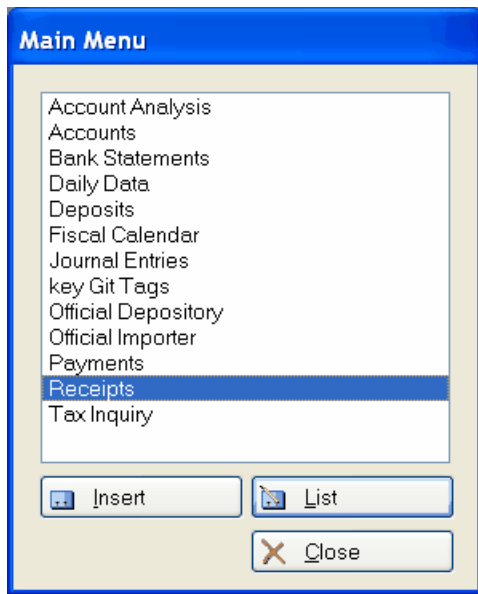 Main Menu
Account Analysis
Accounts
Bank Statements
Daily Data
Deposits
Fiscal Calendar
Journal Entries
key Git Tags
Official Depository
Official Importer
Payments
Receipts
Tax Inquiry
Insert
List
Close